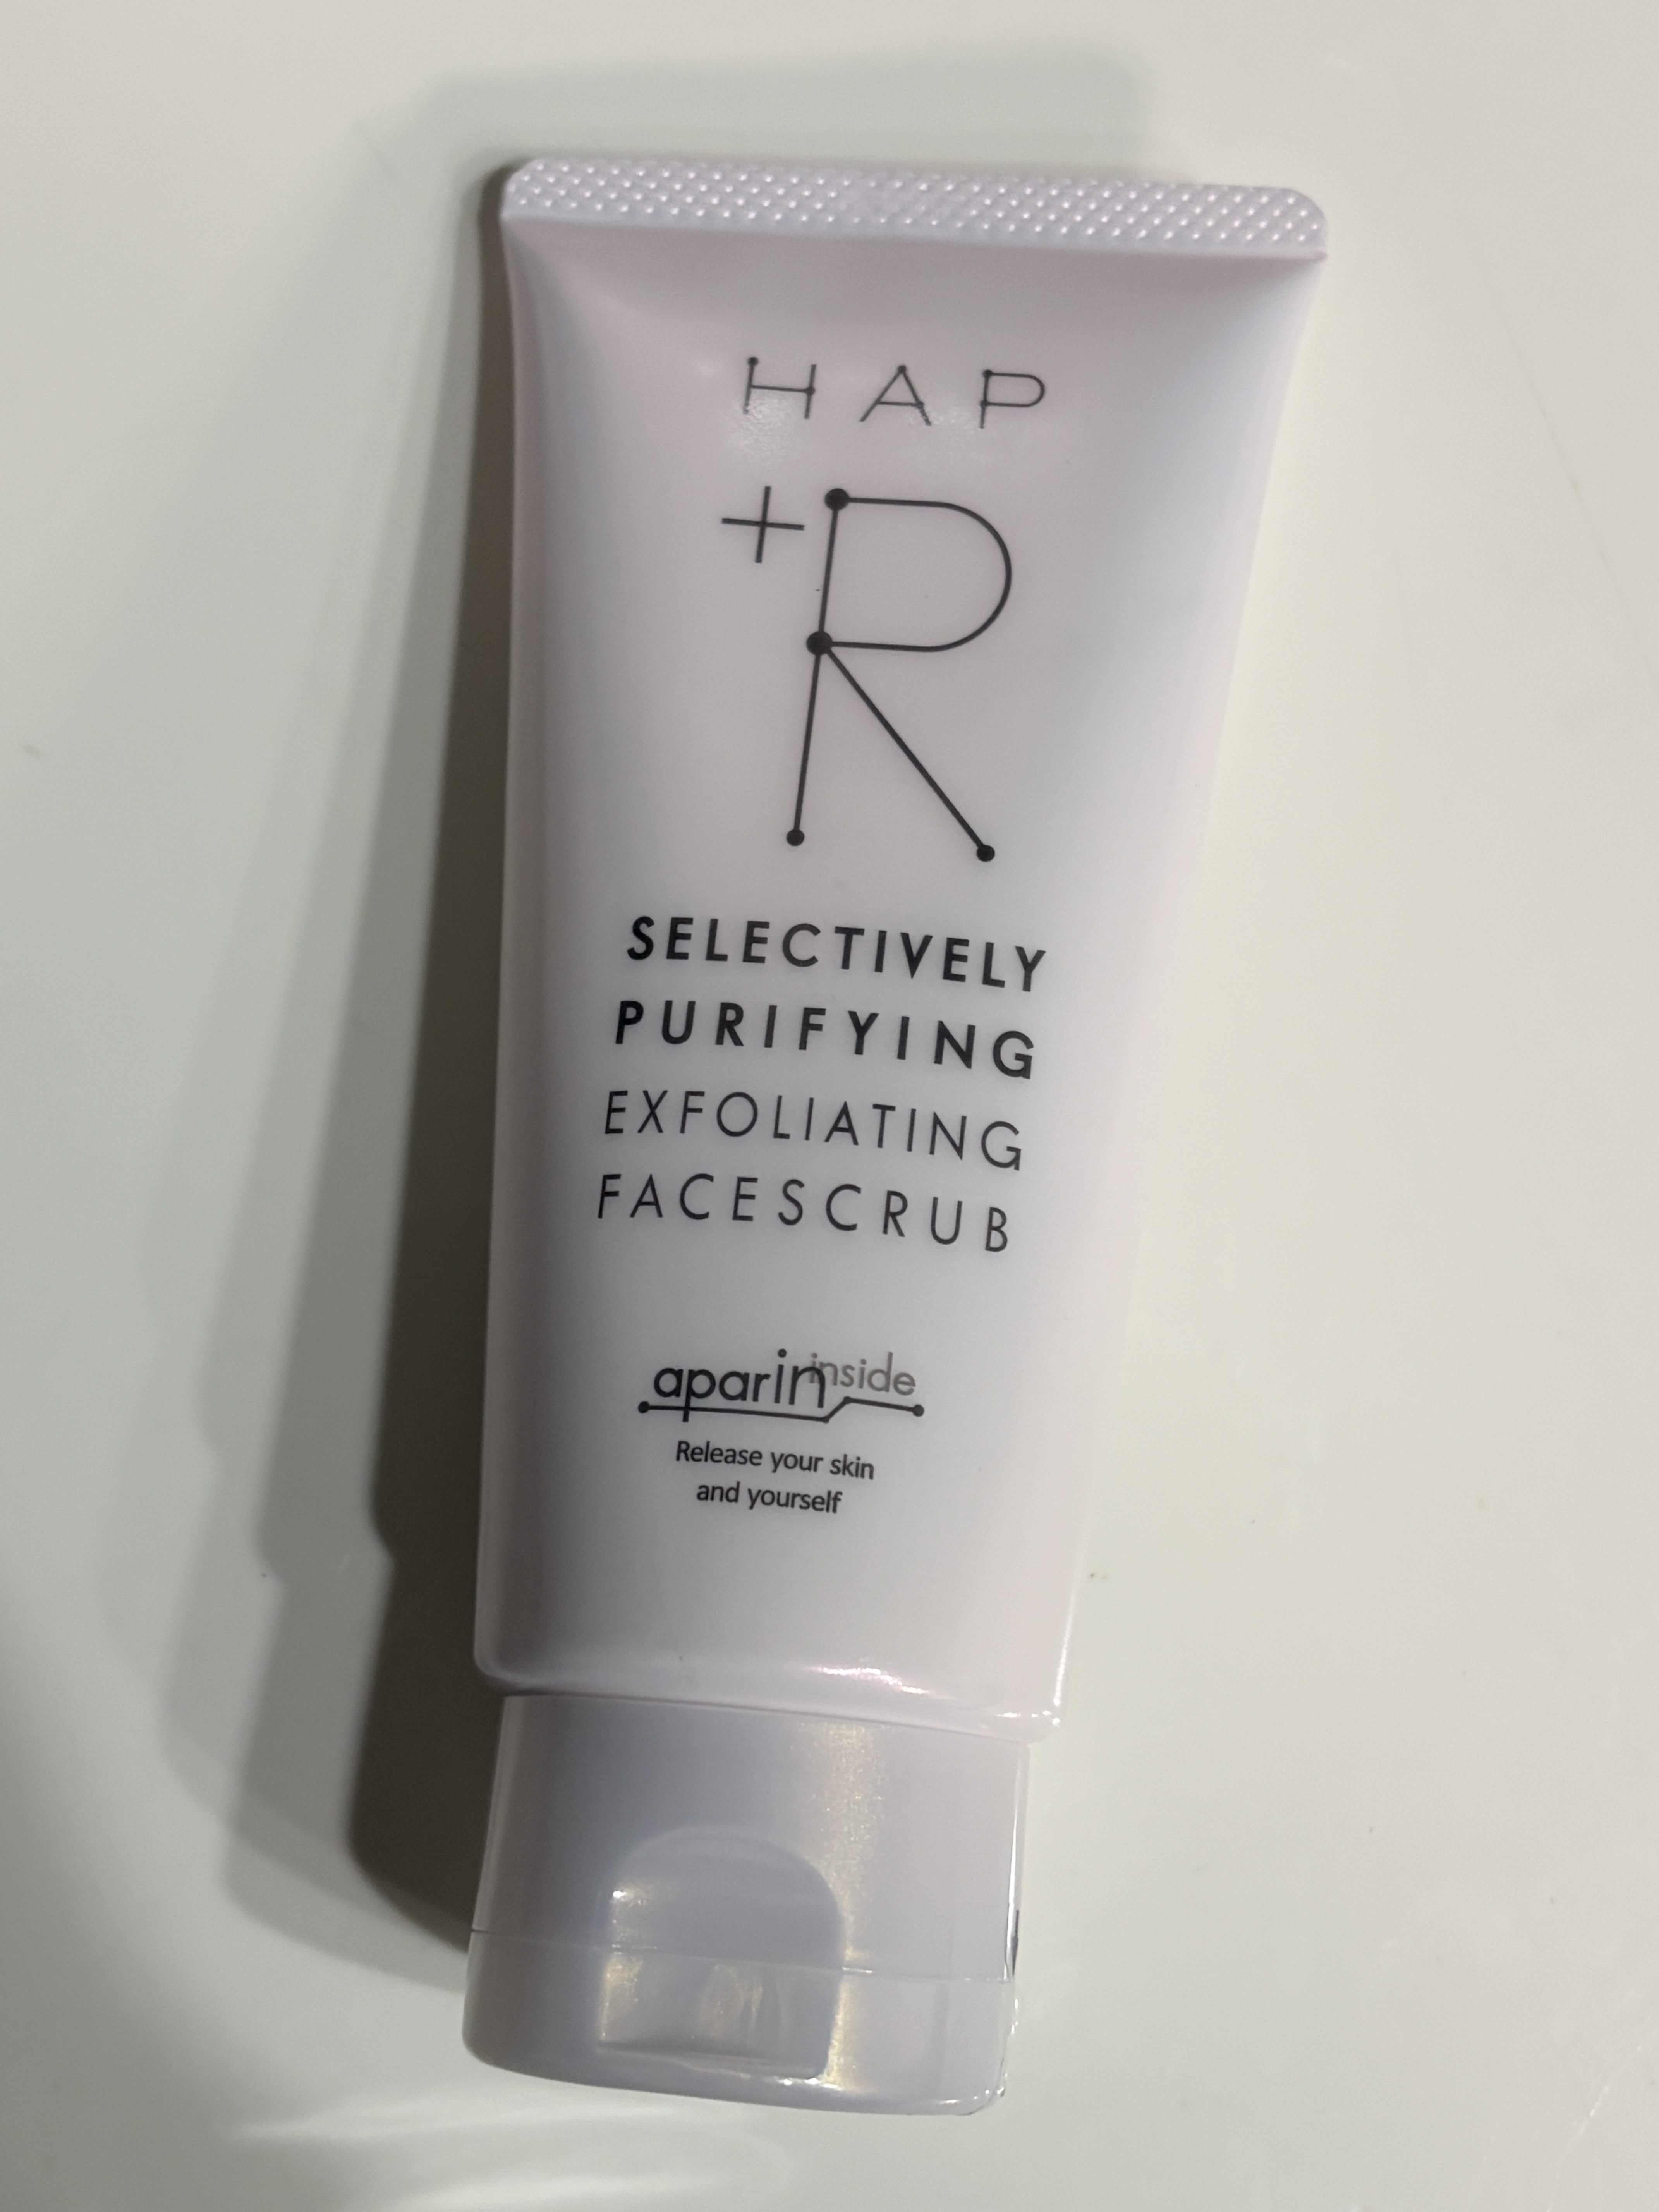 HAP
+R
SELECTIVELY
PURIFYING
EXFOLIATING
FACESCRUB
aparin inside
Release your skin
and yourself